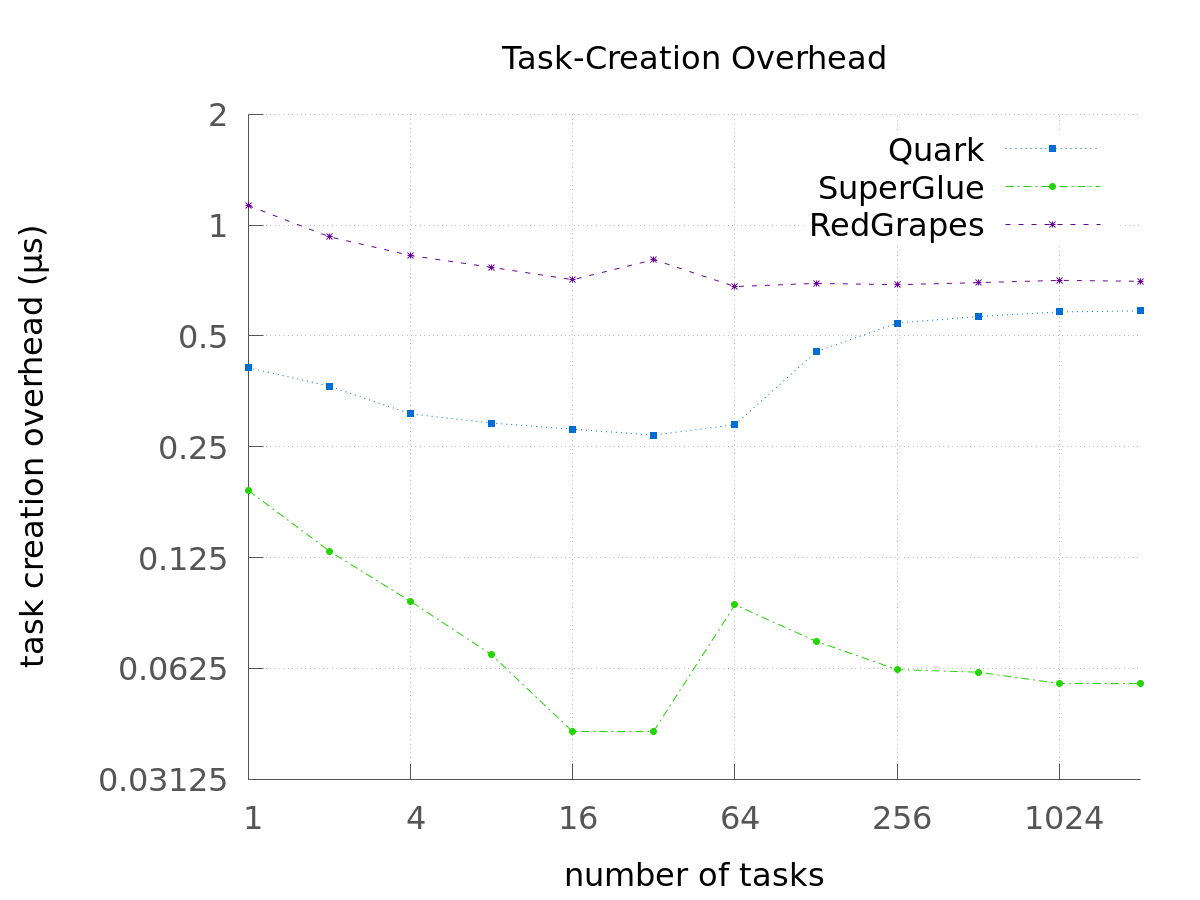 Task-Creation Overhead
Quark
SuperGlue
RedGrapes
task creation overhead (µs)
2
1
0.5
0.25
0.125
0.0625
0.03125
1 4 16 64 256 1024
number of tasks